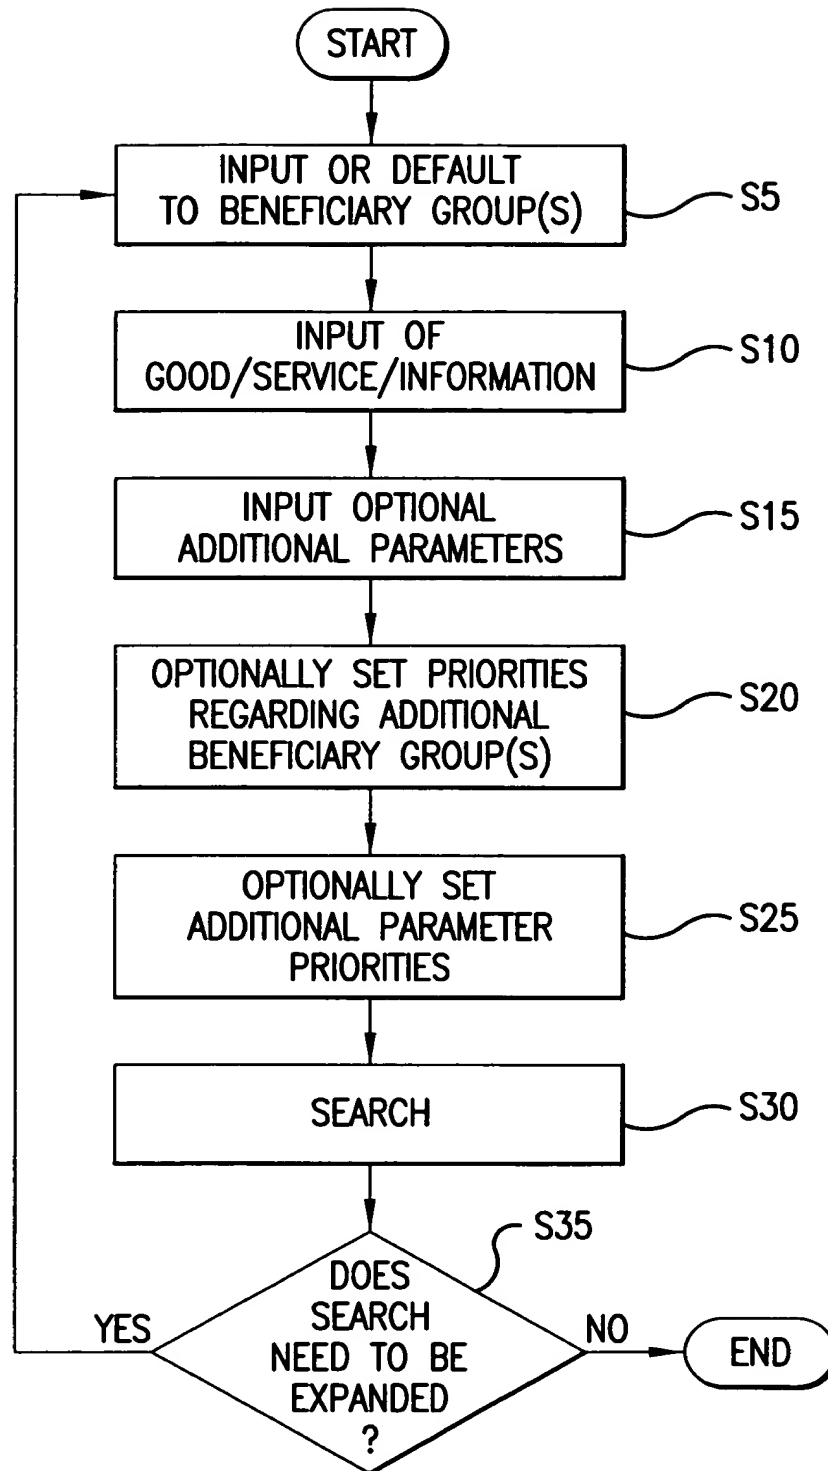 START
INPUT OR DEFAULT
TO BENEFICIARY GROUP(S)
S5
INPUT OF
GOOD/SERVICE/INFORMATION
S10
INPUT OPTIONAL
ADDITIONAL PARAMETERS
S15
OPTIONALLY SET PRIORITIES
REGARDING ADDITIONAL
BENEFICIARY GROUP(S)
S20
OPTIONALLY SET
ADDITIONAL PARAMETER
PRIORITIES
S25
SEARCH
S30
S35
DOES
SEARCH
NEED TO BE
EXPANDED
?
YES
NO
END